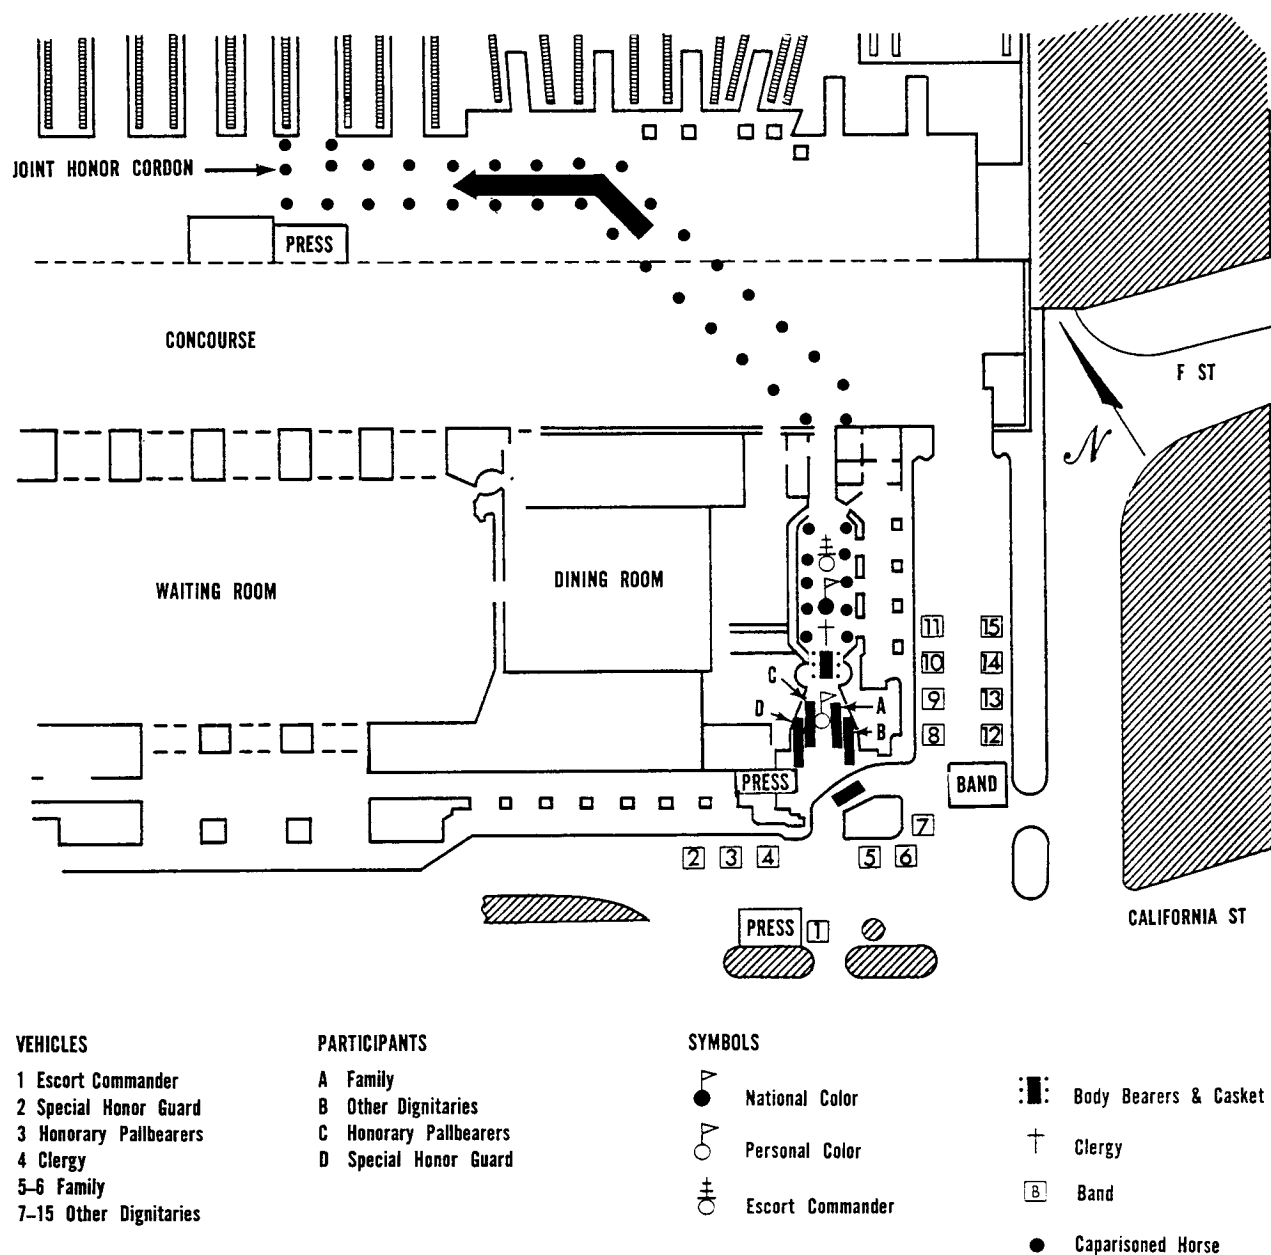 JOINT HONOR CORDON
PRESS
CONCOURSE
F ST
N
WAITING ROOM
DINING ROOM
11 15
10 14
C
9 13
A
D
B
8 12
PRESS
BAND
7
2 3 4 5 6
CALIFORNIA ST
PRESS 1
VEHICLES
1 Escort Commander
2 Special Honor Guard
3 Honorary Pallbearers
4 Clergy
5-6 Family
7-15 Other Dignitaries
PARTICIPANTS
A Family
B Other Dignitaries
C Honorary Pallbearers
D Special Honor Guard
SYMBOLS
National Color
Personal Color
Escort Commander
Body Bearers & Casket
Clergy
B Band
Caparisoned Horse